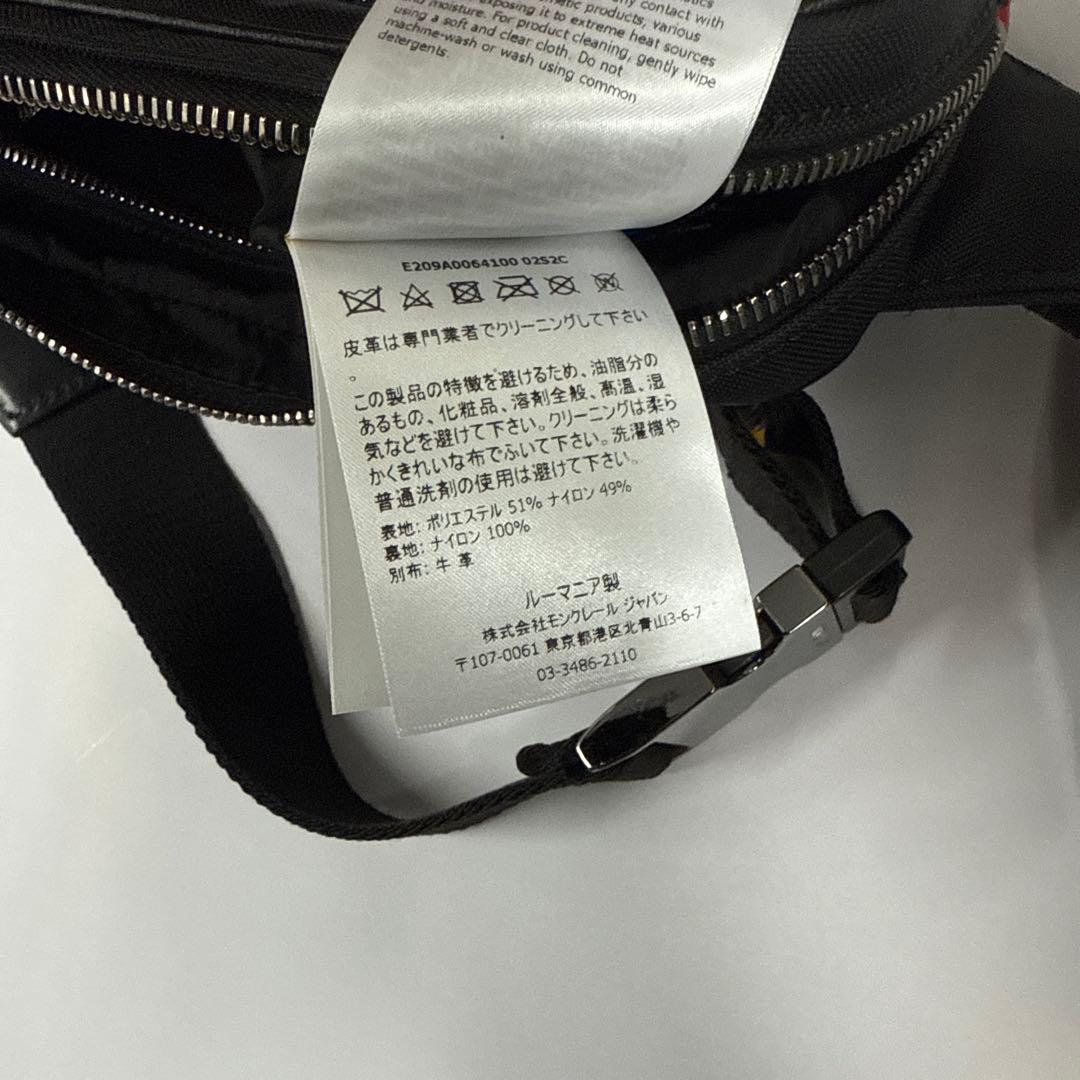 any contact with
cosmetic products, various
exposing it to extreme heat sources
and moisture. For product cleaning, gently wipe
using a soft and clear cloth. Do not
machine-wash or wash using common
detergents.
E209A0064100 02S2C
皮革は専門業者でクリーニングして下さい
。
この製品の特徴を避けるため、油脂分の
あるもの、化粧品、溶剤全般、高温、湿
気などを避けて下さい。クリーニングは柔ら
かくきれいな布でふいて下さい。洗濯機や
普通洗剤の使用は避けて下さい。
表地: ポリエステル 51% ナイロン 49%
裏地: ナイロン 100%
別布: 牛 革
ルーマニア製
株式会社モンクレール ジャパン
〒107-0061 東京都港区北青山3-6-7
03-3486-2110